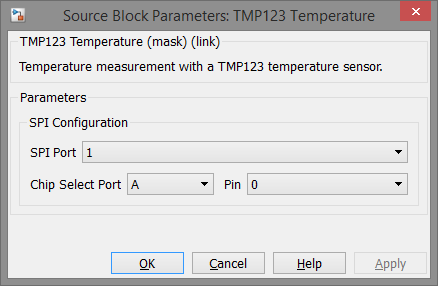 Source Block Parameters: TMP123 Temperature
TMP123 Temperature (mask) (link)
Temperature measurement with a TMP123 temperature sensor.
Parameters
SPI Configuration
SPI Port 1
Chip Select Port A Pin 0
OK Cancel Help Apply